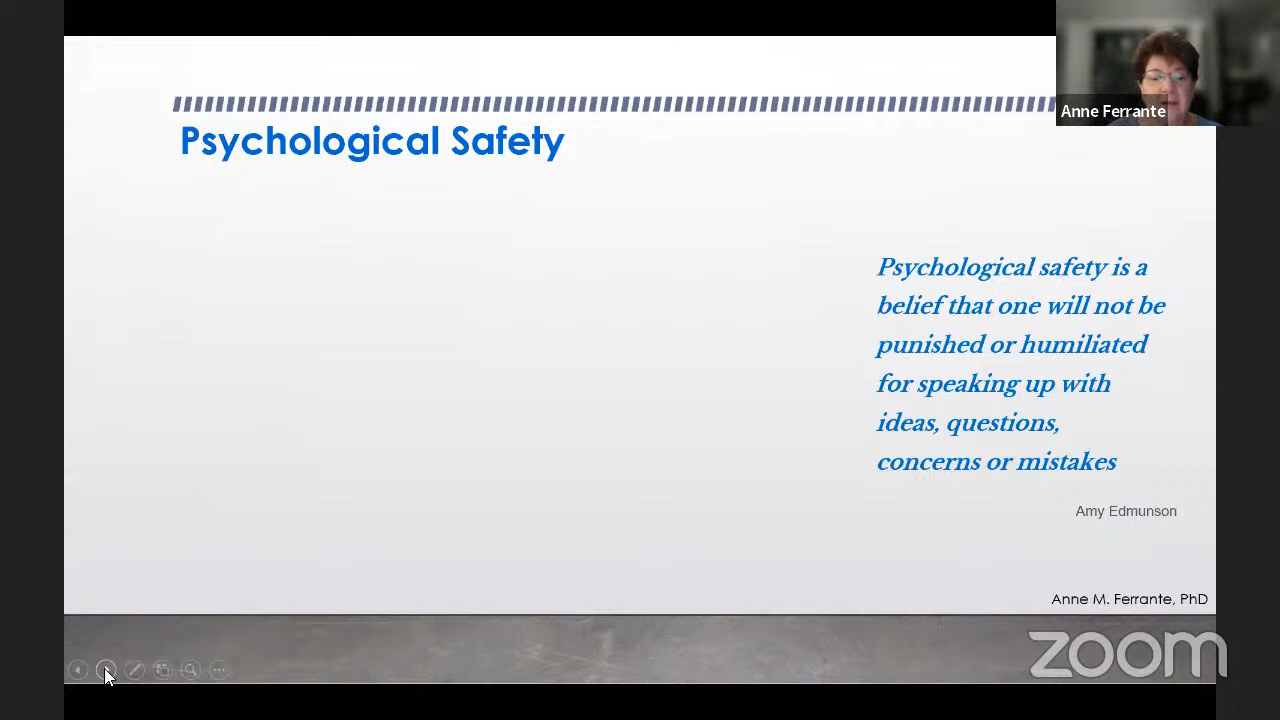 Psychological Safety
Anne Ferrante
Psychological safety is a
belief that one will not be
punished or humiliated
for speaking up with
ideas, questions,
concerns or mistakes
Amy Edmunson
Anne M. Ferrante, PhD
zoom